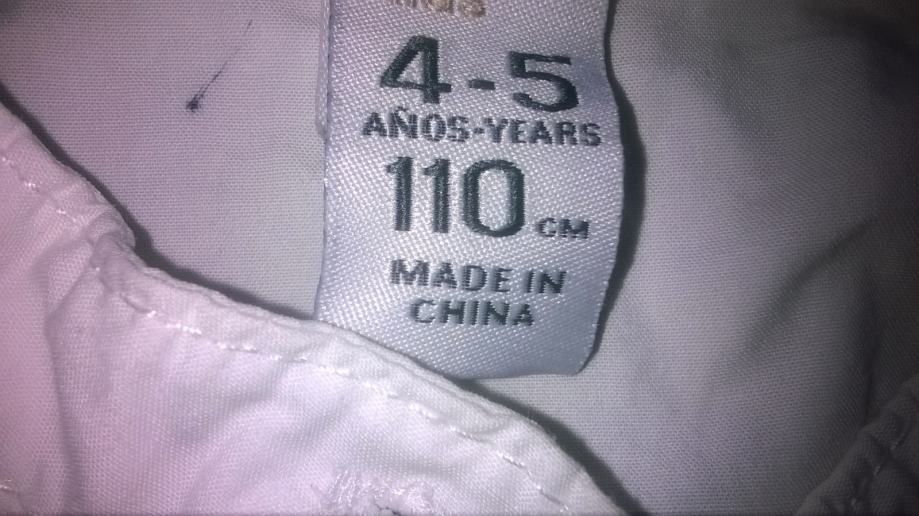 4-5
AÑOS-YEARS
110 CM
MADE IN
CHINA